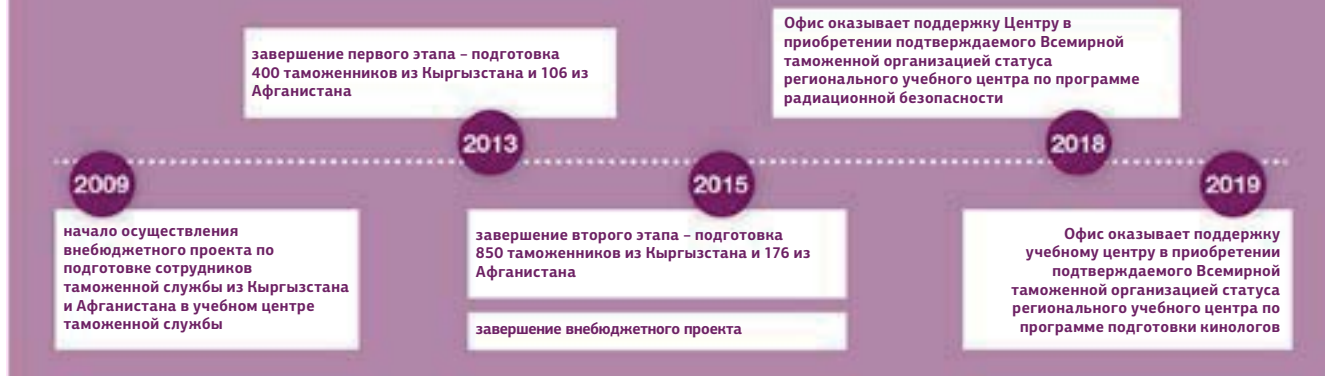 2009
начало осуществления
внебюджетного проекта по
подготовке сотрудников
таможенной службы из Кыргызстана
и Афганистана в учебном центре
таможенной службы
завершение первого этапа – подготовка
400 таможенников из Кыргызстана и 106 из
Афганистана
2013
2015
завершение второго этапа – подготовка
850 таможенников из Кыргызстана и 176 из
Афганистана
завершение внебюджетного проекта
Офис оказывает поддержку Центру в
приобретении подтверждаемого Всемирной
таможенной организацией статуса
регионального учебного центра по программе
радиационной безопасности
2018
2019
Офис оказывает поддержку
учебному центру в приобретении
подтверждаемого Всемирной
таможенной организацией статуса
регионального учебного центра по
программе подготовки кинологов